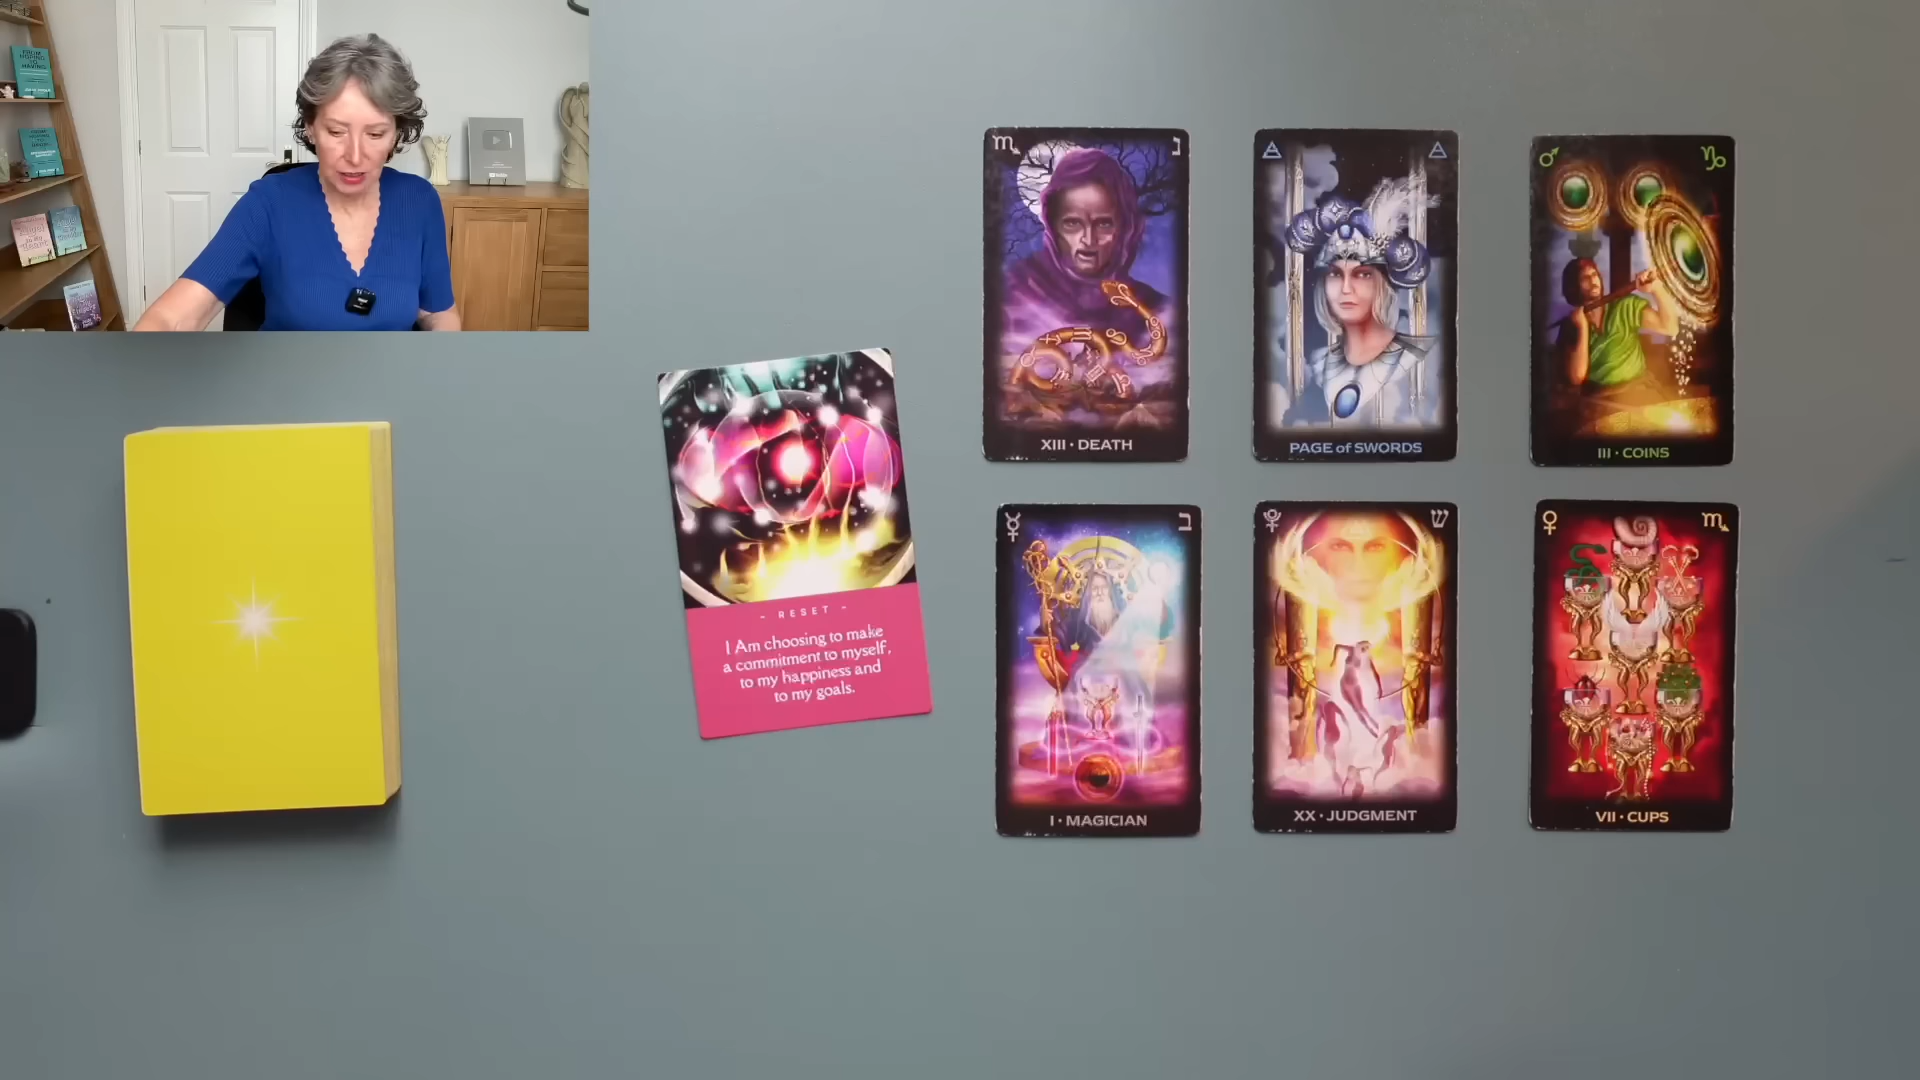 XIII · DEATH
PAGE of SWORDS
III · COINS
- RESET -
I Am choosing to make
a commitment to myself,
to my happiness and
to my goals.
I · MAGICIAN
XX · JUDGMENT
VII · CUPS